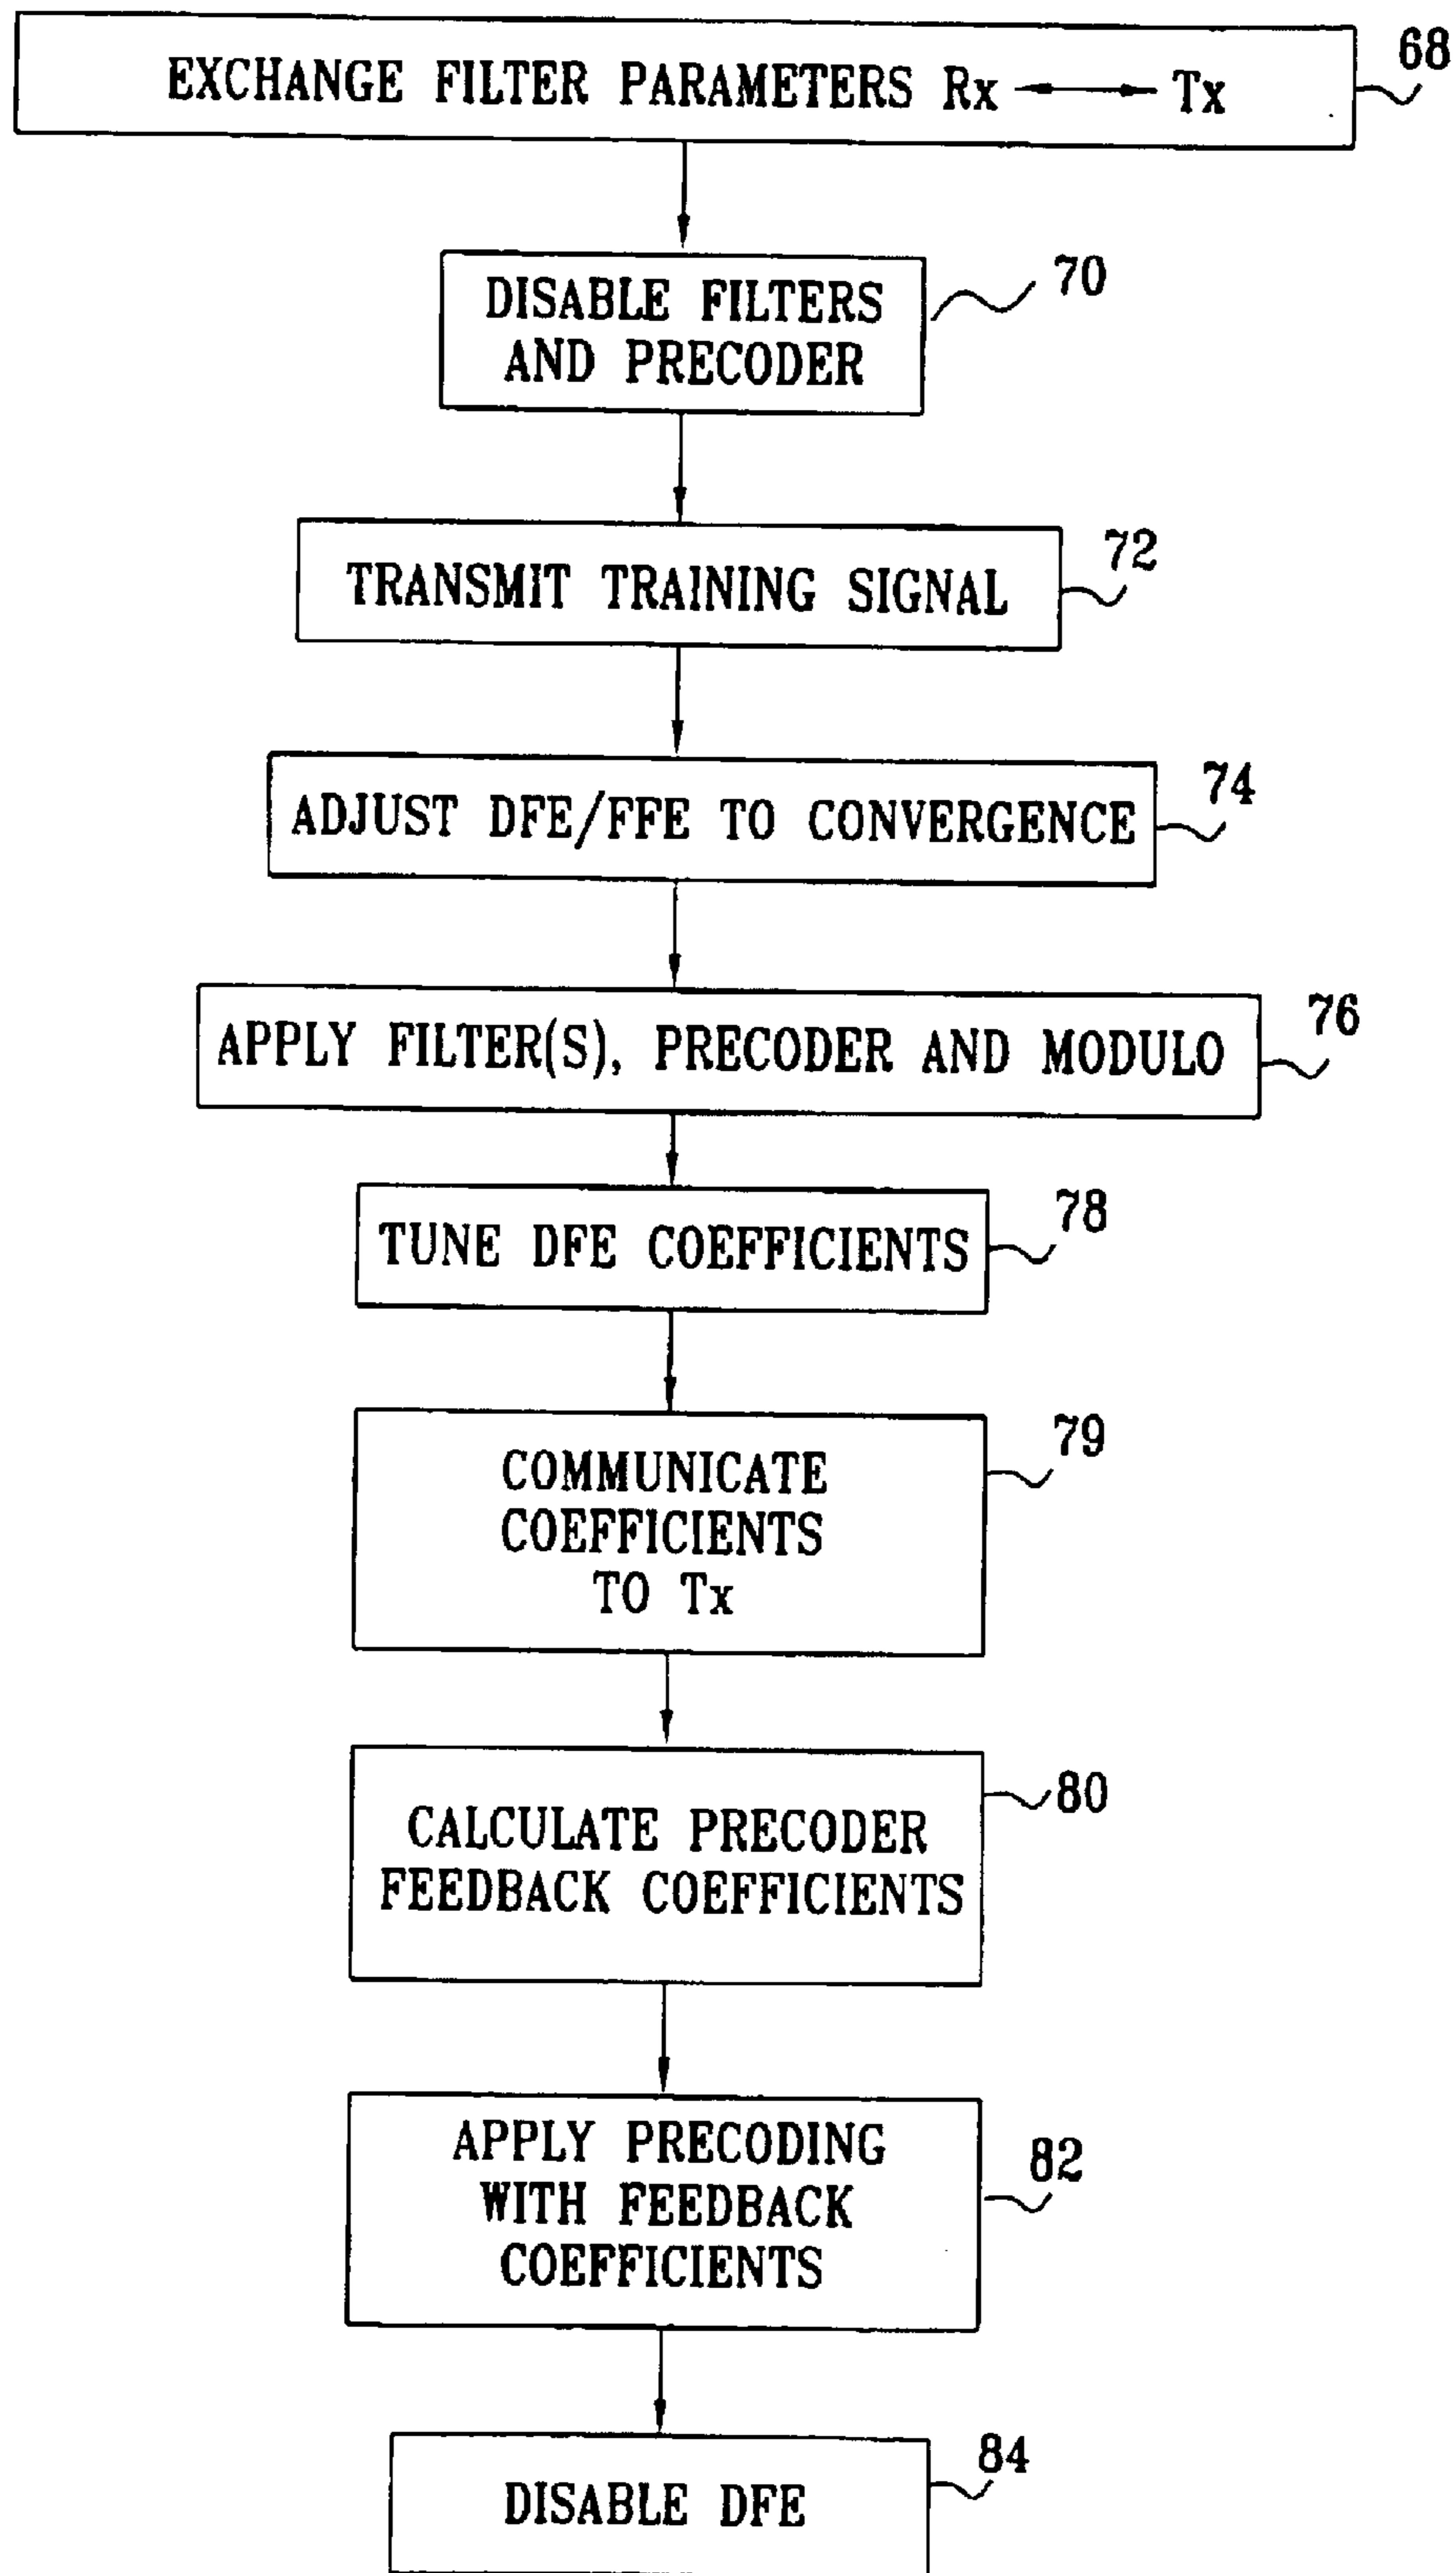 EXCHANGE FILTER PARAMETERS Rx ↔ Tx
68
DISABLE FILTERS
AND PRECODER
70
TRANSMIT TRAINING SIGNAL
72
ADJUST DFE/FFE TO CONVERGENCE
74
APPLY FILTER(S), PRECODER AND MODULO
76
TUNE DFE COEFFICIENTS
78
COMMUNICATE
COEFFICIENTS
TO Tx
79
CALCULATE PRECODER
FEEDBACK COEFFICIENTS
80
APPLY PRECODING
WITH FEEDBACK
COEFFICIENTS
82
DISABLE DFE
84